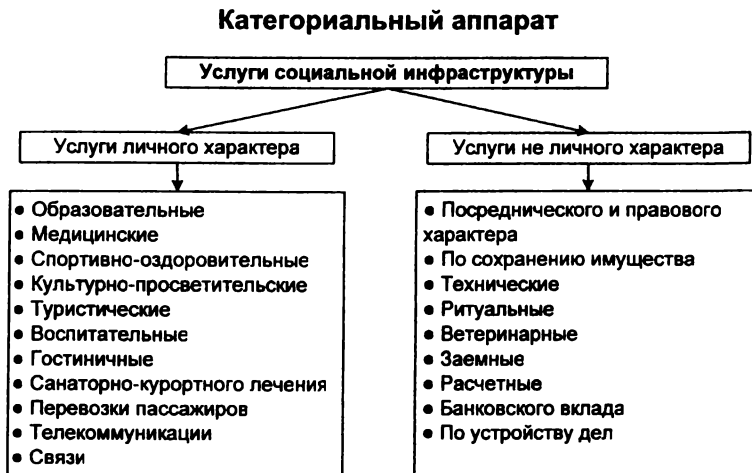 Категориальный аппарат
Услуги социальной инфраструктуры
Услуги личного характера
Услуги не личного характера
● Образовательные
● Медицинские
● Спортивно-оздоровительные
● Культурно-просветительские
● Туристические
● Воспитательные
● Гостиничные
● Санаторно-курортного лечения
● Перевозки пассажиров
● Телекоммуникации
● Связи
● Посреднического и правового
характера
● По сохранению имущества
● Технические
● Ритуальные
● Ветеринарные
● Заемные
● Расчетные
● Банковского вклада
● По устройству дел